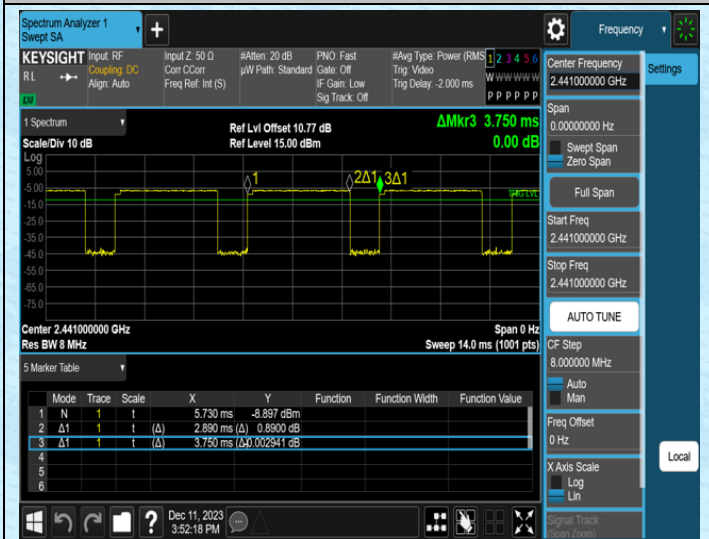 Spectrum Analyzer 1
Swept SA
+
Frequency
KEYSIGHT
RL
LXI
Input: RF
Coupling: DC
Align: Auto
Input Z: 50 Ω
Corr CCorr
Freq Ref: Int (S)
#Atten: 20 dB
µW Path: Standard
PNO: Fast
Gate: Off
IF Gain: Low
Sig Track: Off
#Avg Type: Power (RMS
Trig: Video
Trig Delay: -2.000 ms
1 2 3 4 5 6
W W W W W W
P P P P P P
1 Spectrum
Scale/Div 10 dB
Ref Lvl Offset 10.77 dB
Ref Level 15.00 dBm
ΔMkr3 3.750 ms
0.00 dB
Log
5.00
-5.00
-15.0
-25.0
-35.0
-45.0
-55.0
-65.0
-75.0
1
2Δ1
3Δ1
TRIG LVL
Center 2.441000000 GHz
Res BW 8 MHz
Span 0 Hz
Sweep 14.0 ms (1001 pts)
5 Marker Table
Mode Trace Scale X Y Function Function Width Function Value
1 N 1 t 5.730 ms -8.897 dBm
2 Δ1 1 t (Δ) 2.890 ms (Δ) 0.8900 dB
3 Δ1 1 t (Δ) 3.750 ms (Δ)-0.002941 dB
4
5
6
?
Dec 11, 2023
3:52:18 PM
Center Frequency
2.441000000 GHz
Settings
Span
0.00000000 Hz
Swept Span
Zero Span
Full Span
Start Freq
2.441000000 GHz
Stop Freq
2.441000000 GHz
AUTO TUNE
CF Step
8.000000 MHz
Auto
Man
Freq Offset
0 Hz
Local
X Axis Scale
Log
Lin
Signal Track
(Span Zoom)